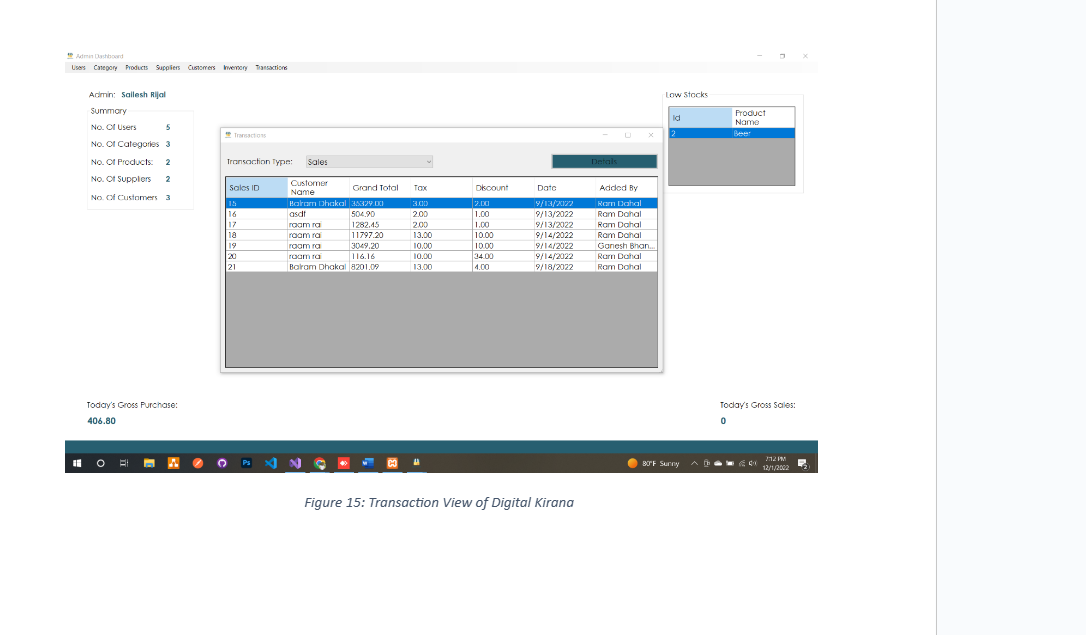 Admin Dashboard
Users Category Products Suppliers Customers Inventory Transactions
Admin: Sailesh Rijal
Summary
No. Of Users 5
No. Of Categories 3
No. Of Products: 2
No. Of Suppliers 2
No. Of Customers 3
Transactions
Transaction Type: Sales Details
Sales ID Customer Name Grand Total Tax Discount Date Added By
15 Balram Dhakal 35329.00 3.00 2.00 9/13/2022 Ram Dahal
16 asdf 504.90 2.00 1.00 9/13/2022 Ram Dahal
17 raam rai 1282.45 2.00 1.00 9/13/2022 Ram Dahal
18 raam rai 11797.20 13.00 10.00 9/14/2022 Ram Dahal
19 raam rai 3049.20 10.00 10.00 9/14/2022 Ganesh Bhan...
20 raam rai 116.16 10.00 34.00 9/14/2022 Ram Dahal
21 Balram Dhakal 8201.09 13.00 4.00 9/18/2022 Ram Dahal
Low Stocks
Id Product Name
2 Beer
Today's Gross Purchase:
406.80
Today's Gross Sales:
0
Ps
80°F Sunny
7:12 PM
12/1/2022
2
Figure 15: Transaction View of Digital Kirana